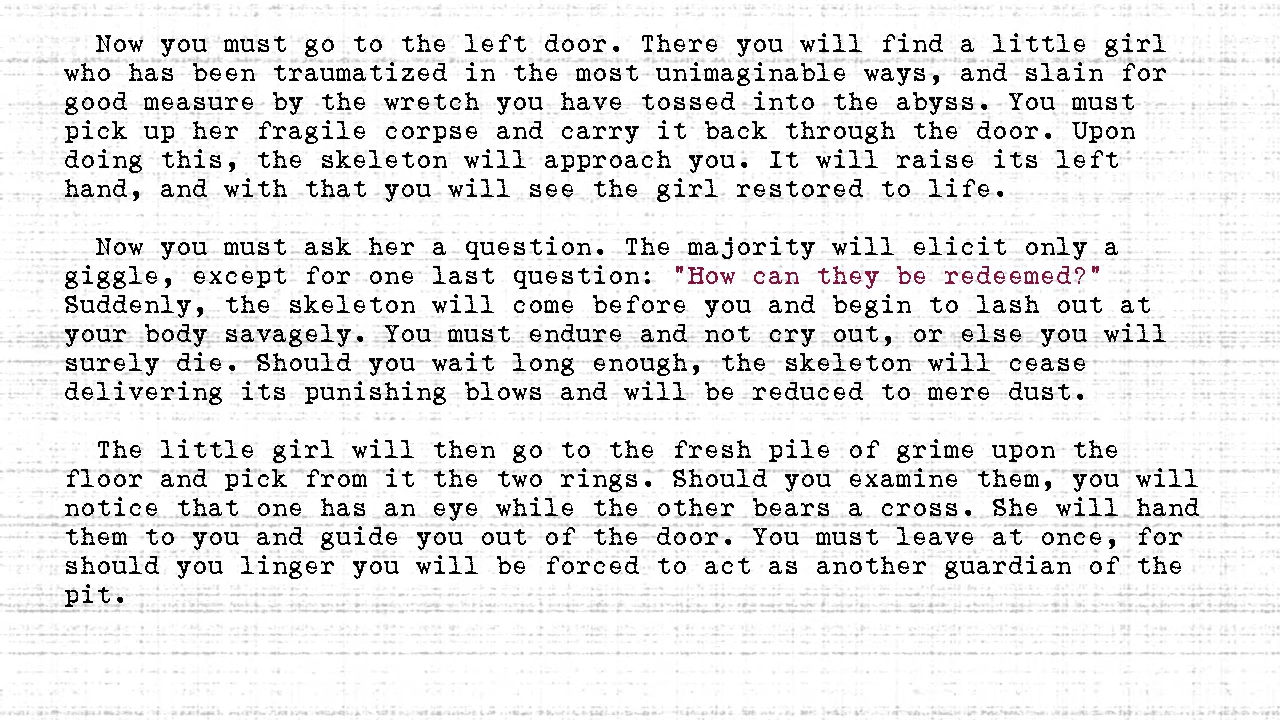 Now you must go to the left door. There you will find a little girl
who has been traumatized in the most unimaginable ways, and slain for
good measure by the wretch you have tossed into the abyss. You must
pick up her fragile corpse and carry it back through the door. Upon
doing this, the skeleton will approach you. It will raise its left
hand, and with that you will see the girl restored to life.
Now you must ask her a question. The majority will elicit only a
giggle, except for one last question: "How can they be redeemed?"
Suddenly, the skeleton will come before you and begin to lash out at
your body savagely. You must endure and not cry out, or else you will
surely die. Should you wait long enough, the skeleton will cease
delivering its punishing blows and will be reduced to mere dust.
The little girl will then go to the fresh pile of grime upon the
floor and pick from it the two rings. Should you examine them, you will
notice that one has an eye while the other bears a cross. She will hand
them to you and guide you out of the door. You must leave at once, for
should you linger you will be forced to act as another guardian of the
pit.